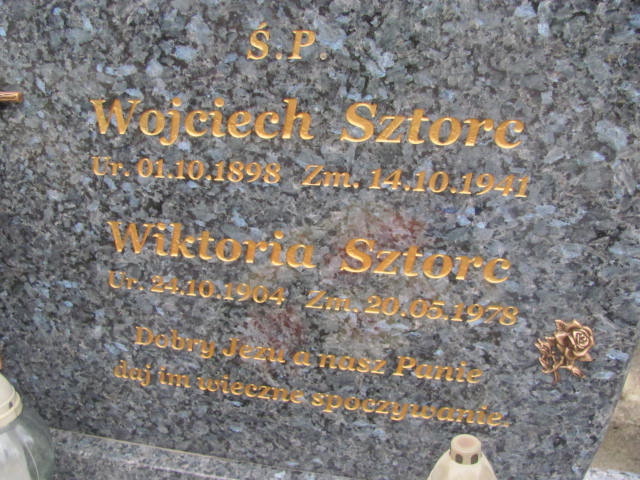 Ś.P.
Wojciech Sztorc
Ur. 01.10.1898 Zm. 14.10.1941
Wiktoria Sztorc
Ur. 24.10.1904 Zm. 20.05.1978
Dobry Jezu a nasz Panie
daj im wieczne spoczywanie.